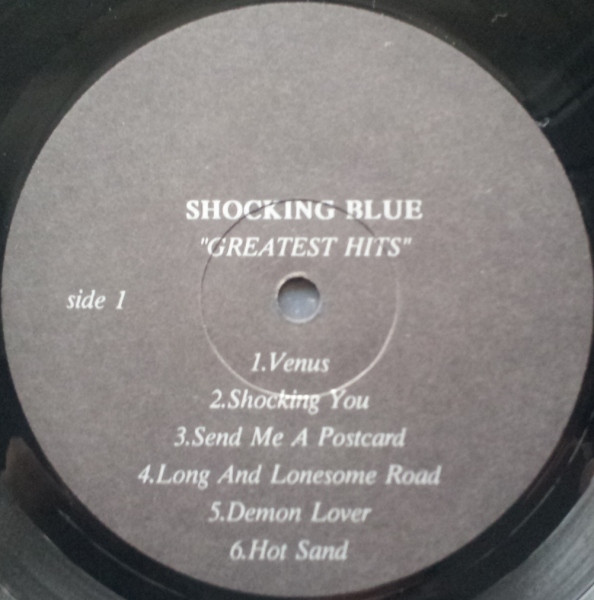 SHOCKING BLUE
"GREATEST HITS"
side 1
1.Venus
2.Shocking You
3.Send Me A Postcard
4.Long And Lonesome Road
5.Demon Lover
6.Hot Sand